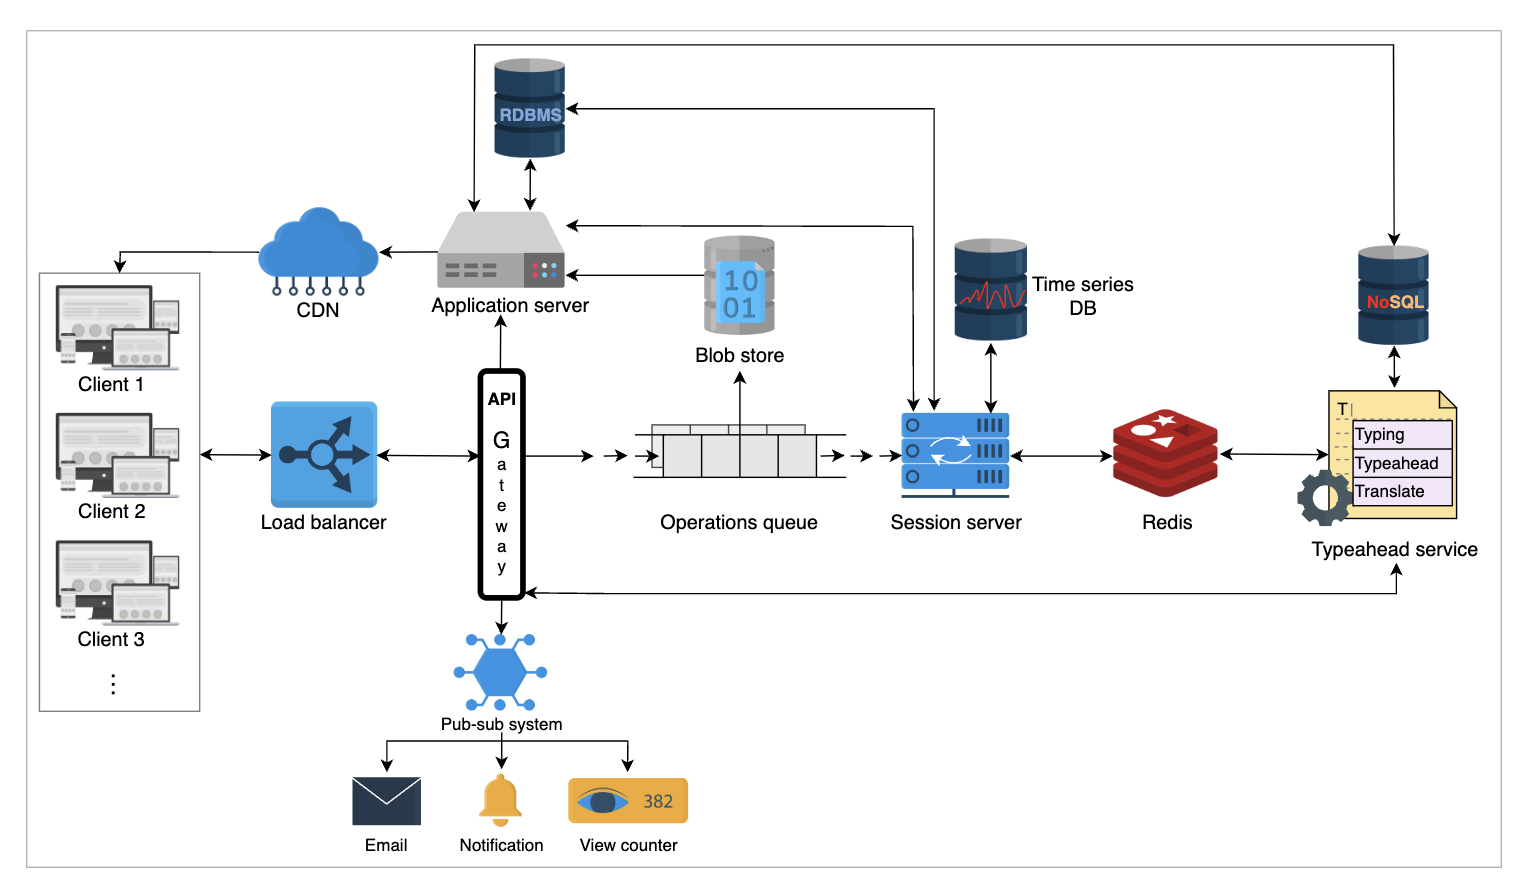 RDBMS
CDN
Application server
10
01
Blob store
Time series
DB
NoSQL
Client 1
Client 2
Client 3
⋮
Load balancer
API
G
a
t
e
w
a
y
Operations queue
Session server
Redis
T|
Typing
Typeahead
Translate
Typeahead service
Pub-sub system
382
Email
Notification
View counter